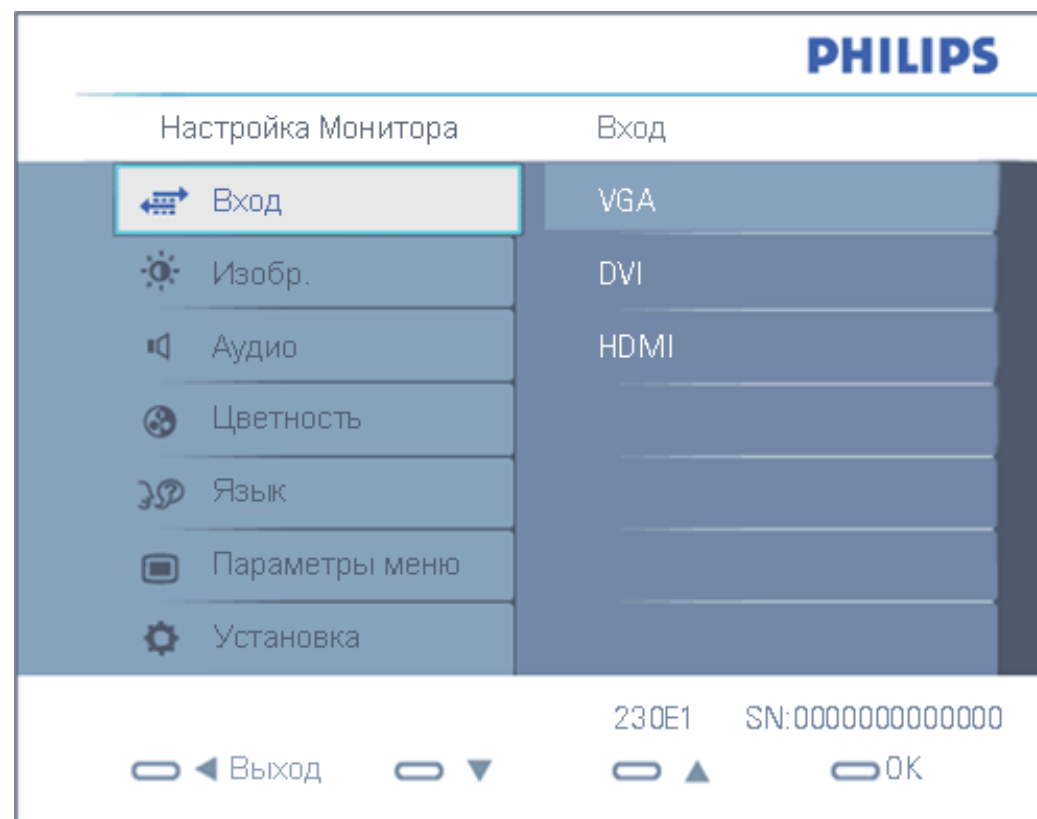 PHILIPS
Настройка Монитора Вход
Вход VGA
Изобр. DVI
Аудио HDMI
Цветность
Язык
Параметры меню
Установка
230E1 SN:0000000000000
Выход OK